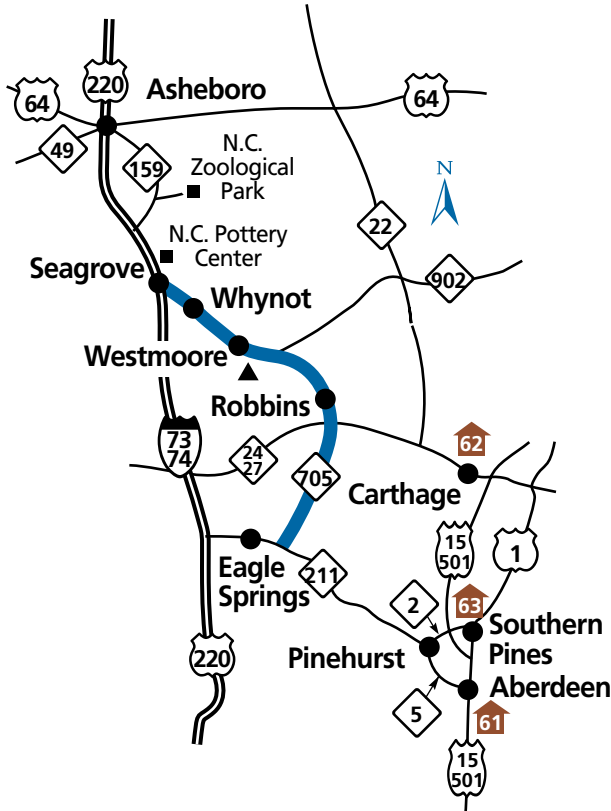 220
Asheboro
64
64
49
159
N.C.
Zoological
Park
N
22
N.C. Pottery
Center
Seagrove
902
Whynot
Westmoore
Robbins
73
74
24
27
62
705
Carthage
15
501
1
Eagle
Springs
211
2
63
Southern
Pines
Pinehurst
220
Aberdeen
5
61
15
501